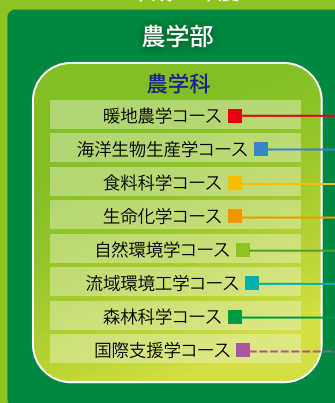 農学部
農学科
暖地農学コース
海洋生物生産学コース
食料科学コース
生命化学コース
自然環境学コース
流域環境工学コース
森林科学コース
国際支援学コース